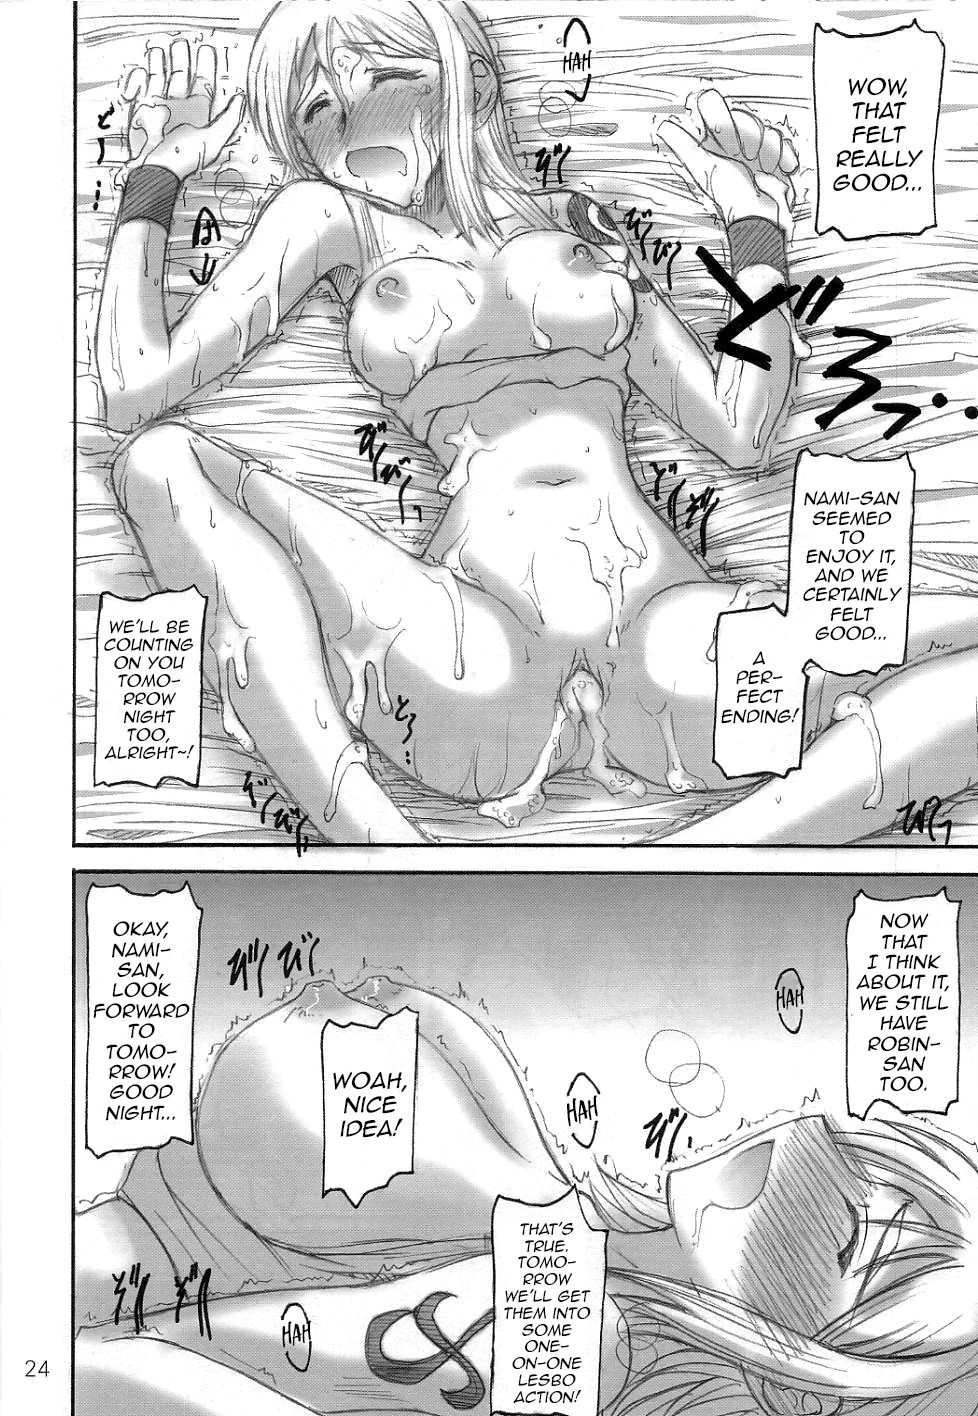 WOW,
THAT
FELT
REALLY
GOOD...
HAH
NAMI-SAN
SEEMED
TO
ENJOY IT,
AND WE
CERTAINLY
FELT
GOOD...
A
PER-
FECT
ENDING!
WE'LL BE
COUNTING
ON YOU
TOMO-
RROW
NIGHT
TOO,
ALRIGHT~!
NOW
THAT
I THINK
ABOUT IT,
WE STILL
HAVE
ROBIN-
SAN
TOO.
HAH
HAH
WOAH,
NICE
IDEA!
THAT'S
TRUE.
TOMO-
RROW
WE'LL GET
THEM INTO
SOME
ONE-
ON-ONE
LESBO
ACTION!
OKAY,
NAMI-
SAN,
LOOK
FORWARD
TO
TOMO-
RROW!
GOOD
NIGHT...
HAH
24